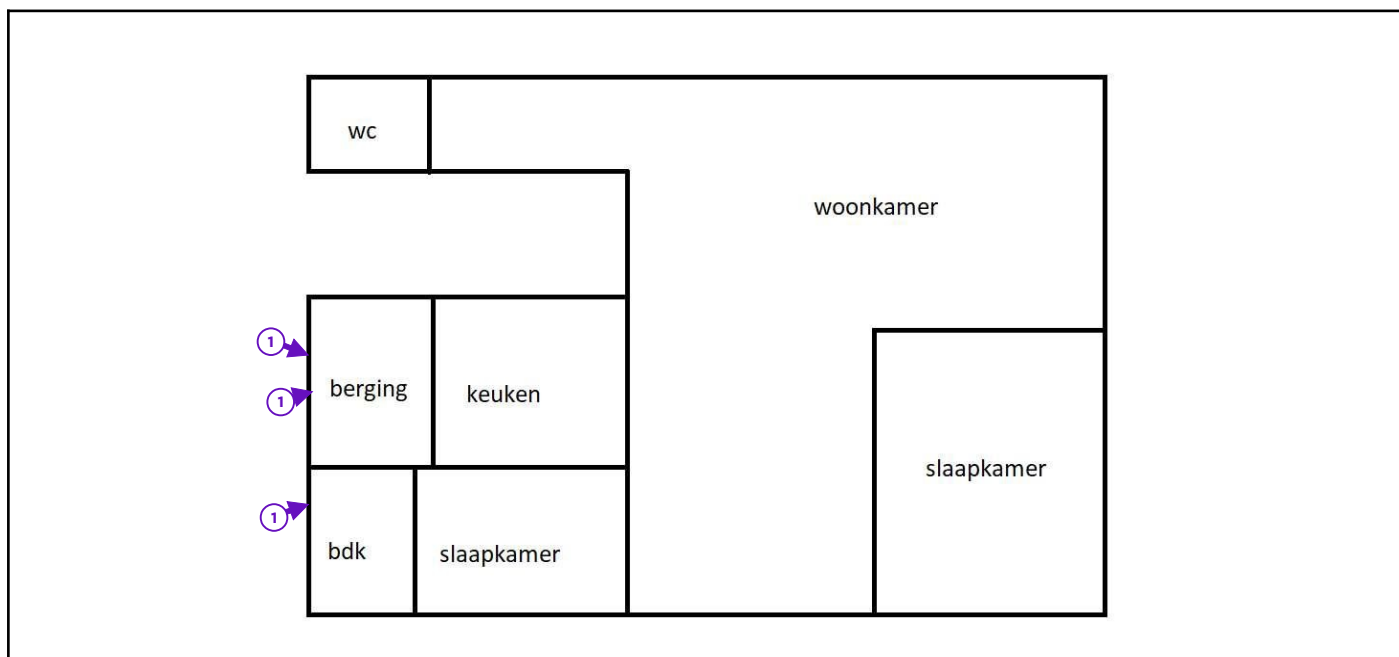 wc
woonkamer
1
berging
keuken
1
slaapkamer
1
bdk
slaapkamer